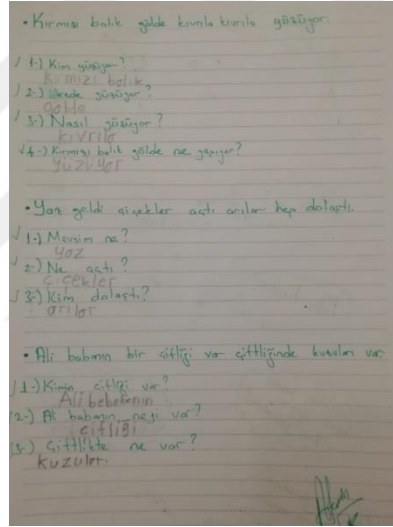 • Kırmızı balık gölde kıvrıla kıvrıla yüzüyor.
1-) Kim yüzüyor?
Kırmızı balık
2-) Nerede yüzüyor?
gölde
3-) Nasıl yüzüyor?
kıvrıla
4-) Kırmızı balık gölde ne yapıyor?
yüzüyor
• Yaz geldi çiçekler açtı arılar hep dolaştı.
1-) Mevsim ne?
yaz
2-) Ne açtı?
çiçekler
3-) Kim dolaştı?
arılar
• Ali babanın bir çiftliği var çiftliğinde kuzuları var
1-) Kimin çiftliği var?
Ali
2-) Ali babanın neyi var?
çiftliği
3-) Çiftlikte ne var?
kuzular.